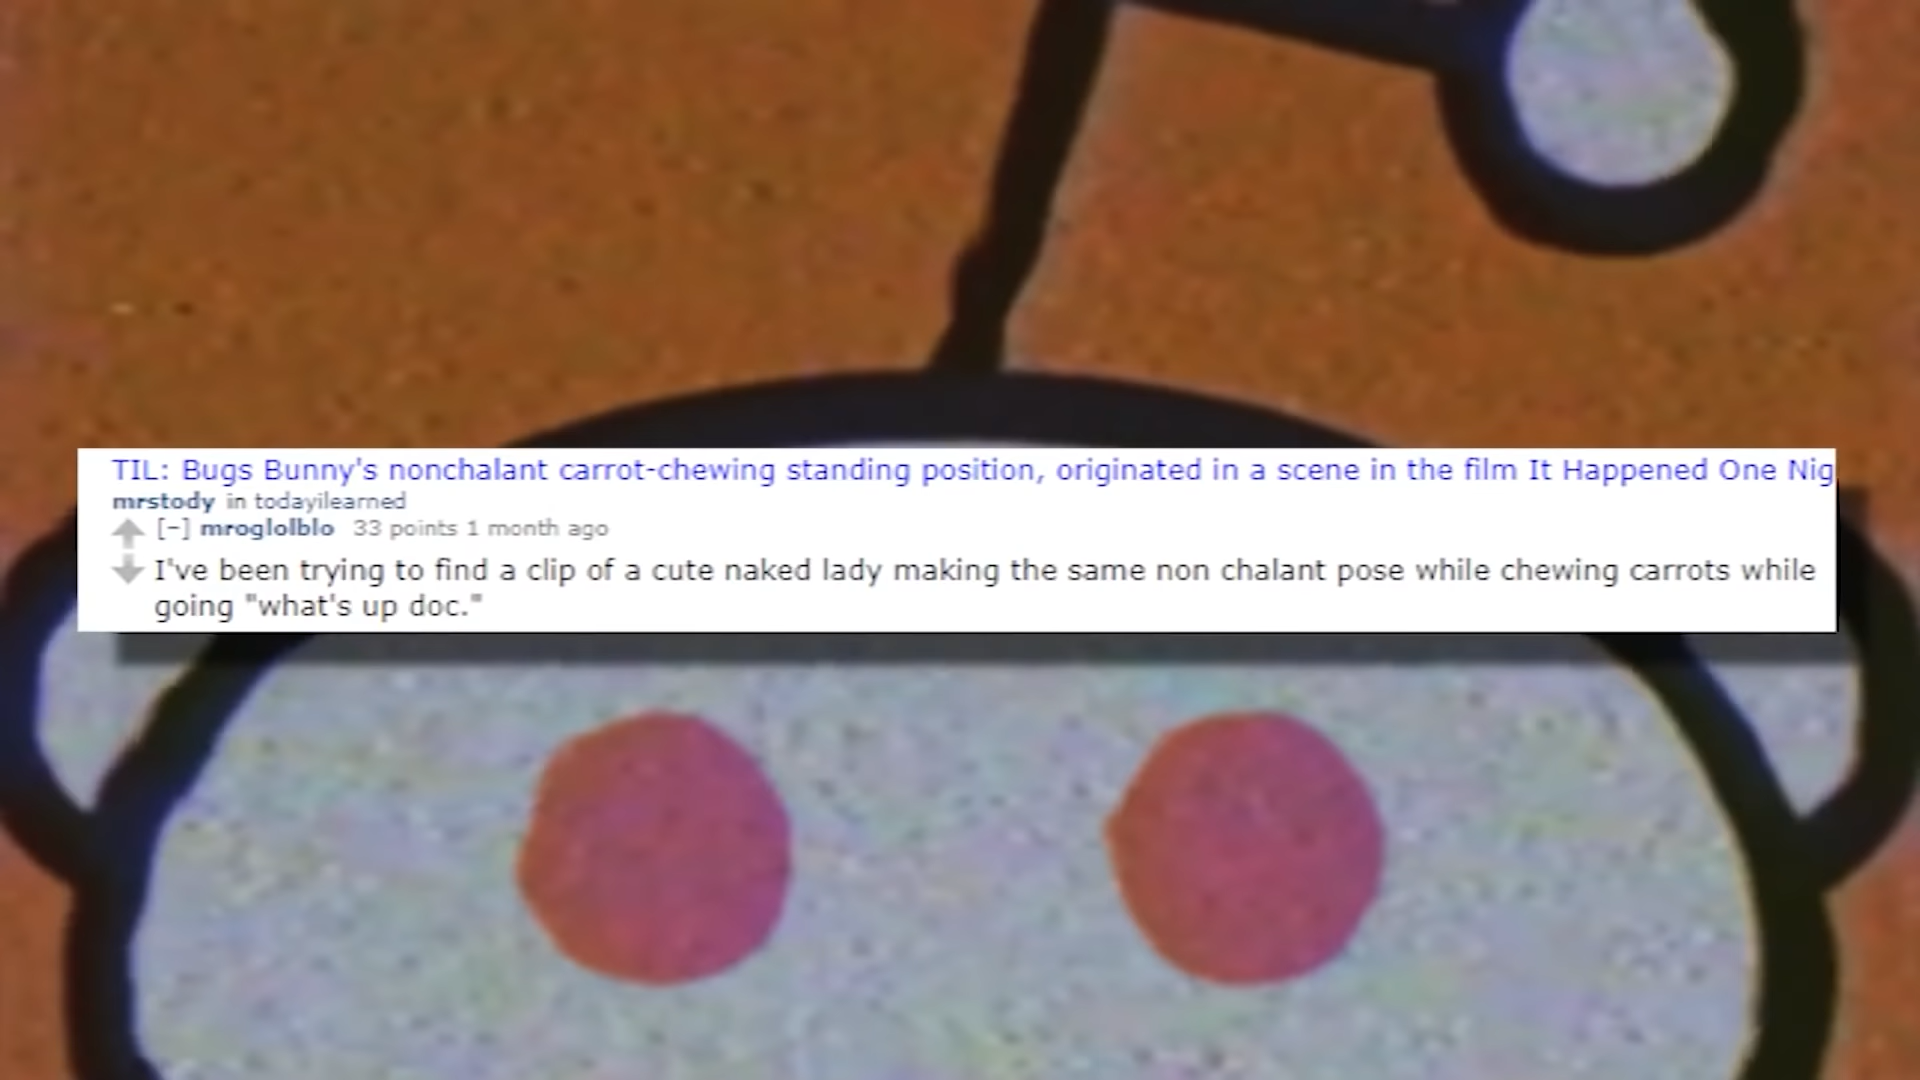 TIL: Bugs Bunny's nonchalant carrot-chewing standing position, originated in a scene in the film It Happened One Nig
mrstody in todayilearned
[-] mroglolblo 33 points 1 month ago
I've been trying to find a clip of a cute naked lady making the same non chalant pose while chewing carrots while
going "what's up doc."